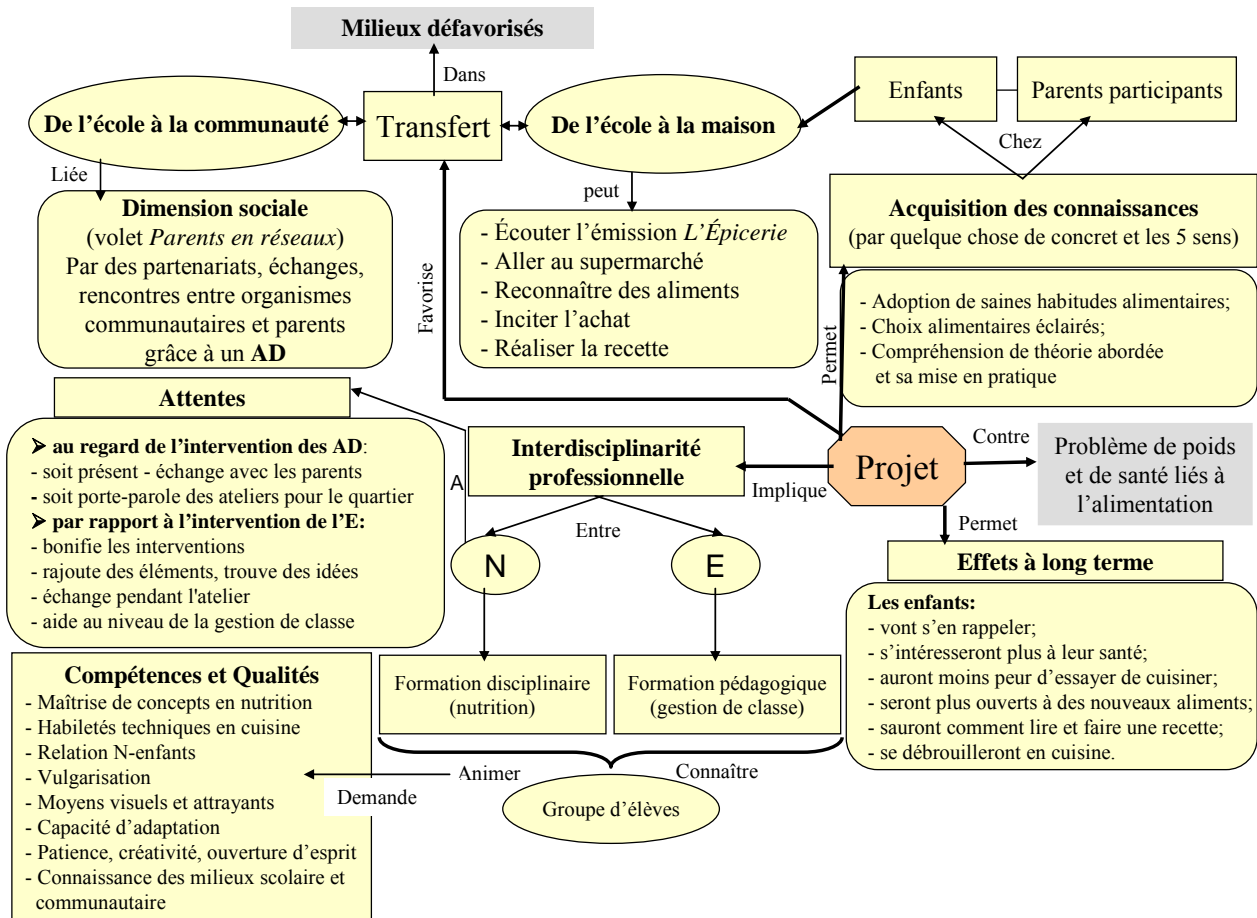 Milieux défavorisés
Dans
De l'école à la communauté
Transfert
De l'école à la maison
Enfants
Parents participants
Chez
Liée
Dimension sociale
(volet Parents en réseaux)
Par des partenariats, échanges,
rencontres entre organismes
communautaires et parents
grâce à un AD
peut
- Écouter l'émission L'Épicerie
- Aller au supermarché
- Reconnaître des aliments
- Inciter l'achat
- Réaliser la recette
Favorise
Acquisition des connaissances
(par quelque chose de concret et les 5 sens)
- Adoption de saines habitudes alimentaires;
- Choix alimentaires éclairés;
- Compréhension de théorie abordée
et sa mise en pratique
Permet
Attentes
➤ au regard de l'intervention des AD:
- soit présent - échange avec les parents
- soit porte-parole des ateliers pour le quartier
➤ par rapport à l'intervention de l'E:
- bonifie les interventions
- rajoute des éléments, trouve des idées
- échange pendant l'atelier
- aide au niveau de la gestion de classe
A
Interdisciplinarité
professionnelle
Implique
Projet
Contre
Problème de poids
et de santé liés à
l'alimentation
Entre
N
E
Permet
Effets à long terme
Les enfants:
- vont s'en rappeler;
- s'intéresseront plus à leur santé;
- auront moins peur d'essayer de cuisiner;
- seront plus ouverts à des nouveaux aliments;
- sauront comment lire et faire une recette;
- se débrouilleront en cuisine.
Formation disciplinaire
(nutrition)
Formation pédagogique
(gestion de classe)
Compétences et Qualités
- Maîtrise de concepts en nutrition
- Habiletés techniques en cuisine
- Relation N-enfants
- Vulgarisation
- Moyens visuels et attrayants
- Capacité d'adaptation
- Patience, créativité, ouverture d'esprit
- Connaissance des milieux scolaire et
communautaire
Animer
Connaître
Demande
Groupe d'élèves